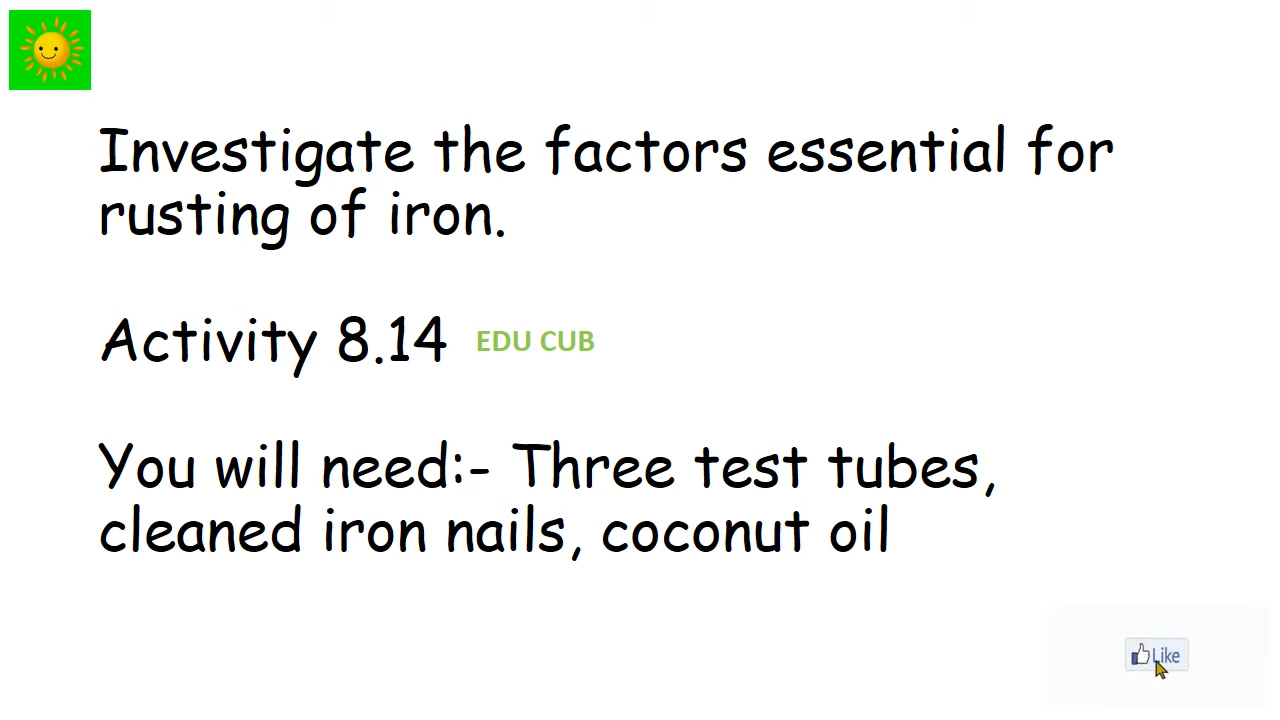 Investigate the factors essential for
rusting of iron.
Activity 8.14 EDU CUB
You will need:- Three test tubes,
cleaned iron nails, coconut oil
Like